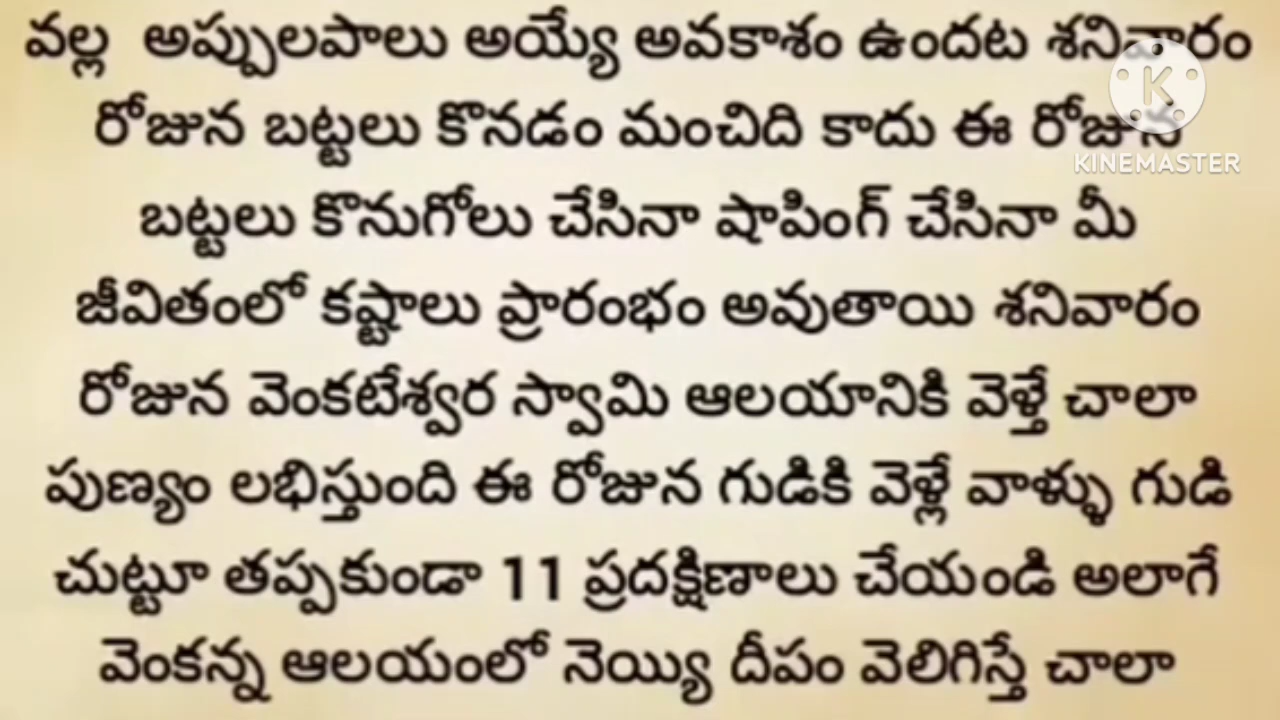 వల్ల అప్పులపాలు అయ్యే అవకాశం ఉందట శనివారం
రోజున బట్టలు కొనడం మంచిది కాదు ఈ రోజున
బట్టలు కొనుగోలు చేసినా షాపింగ్ చేసినా మీ
జీవితంలో కష్టాలు ప్రారంభం అవుతాయి శనివారం
రోజున వెంకటేశ్వర స్వామి ఆలయానికి వెళ్తే చాలా
పుణ్యం లభిస్తుంది ఈ రోజున గుడికి వెళ్లే వాళ్ళు గుడి
చుట్టూ తప్పకుండా 11 ప్రదక్షిణాలు చేయండి అలాగే
వెంకన్న ఆలయంలో నెయ్యి దీపం వెలిగిస్తే చాలా
K
KINEMASTER